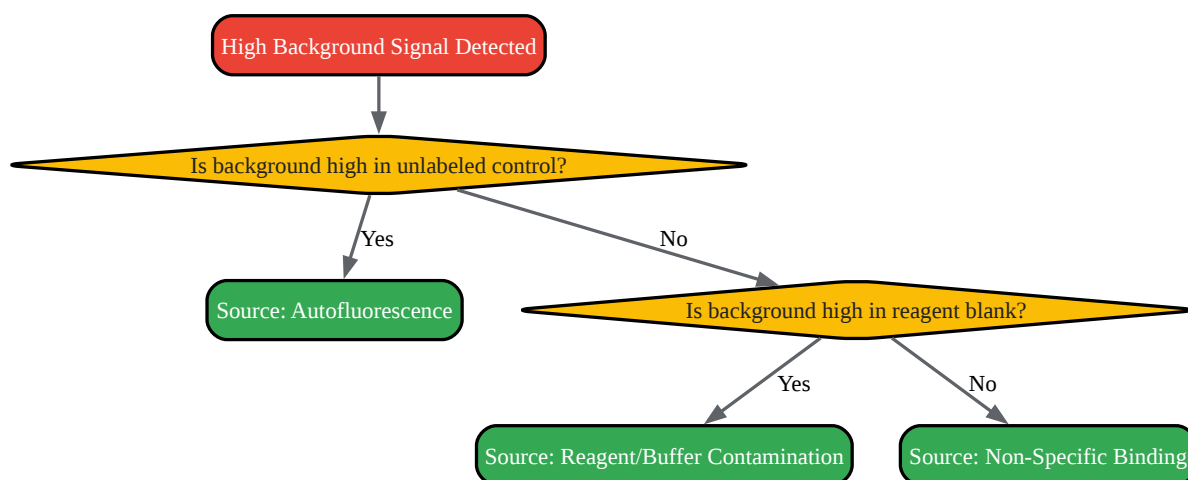 High Background Signal Detected
Is background high in unlabeled control?
Yes
No
Source: Autofluorescence
Is background high in reagent blank?
Yes
No
Source: Reagent/Buffer Contamination
Source: Non-Specific Binding